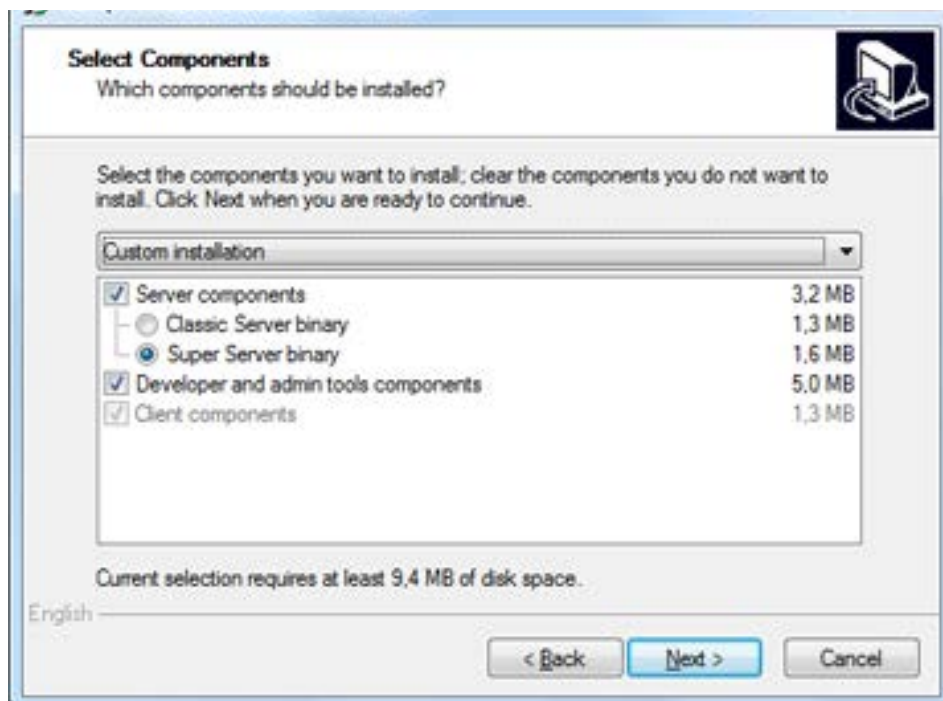 Select Components
Which components should be installed?
Select the components you want to install; clear the components you do not want to
install. Click Next when you are ready to continue.
Custom installation
Server components 3,2 MB
Classic Server binary 1,3 MB
Super Server binary 1,6 MB
Developer and admin tools components 5,0 MB
Client components 1,3 MB
Current selection requires at least 9,4 MB of disk space.
English
< Back Next > Cancel